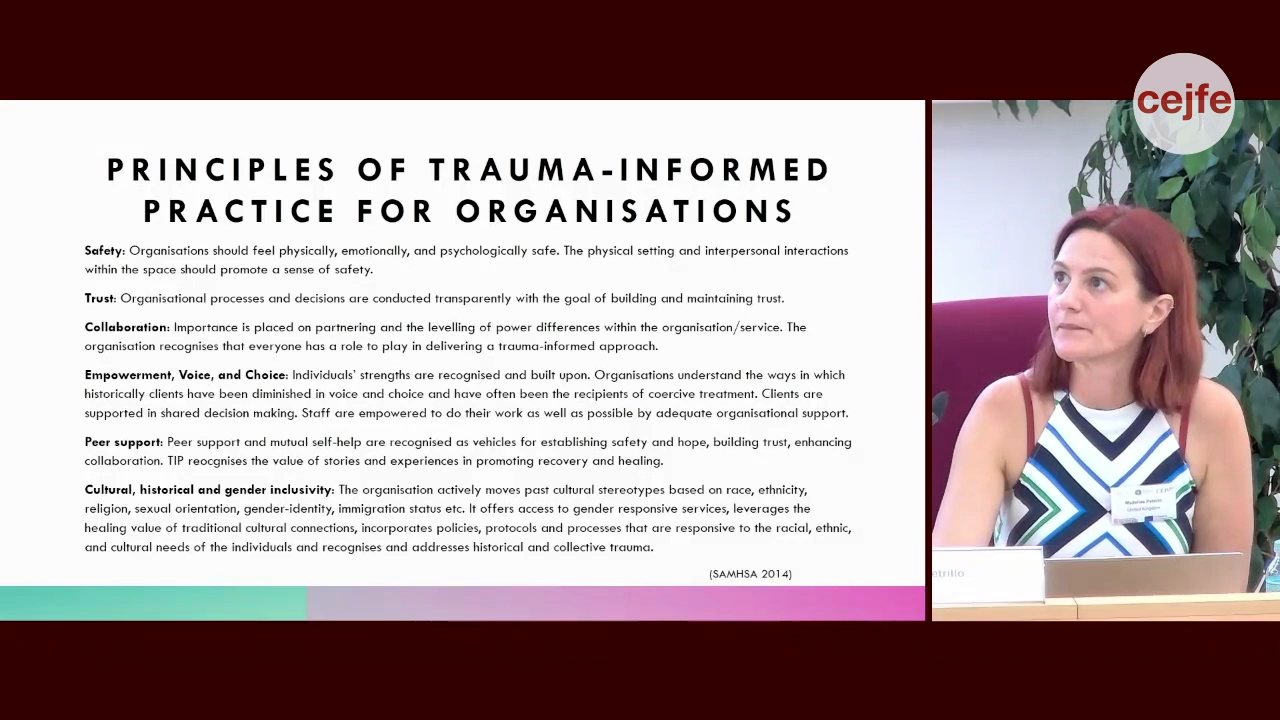 cejfe
PRINCIPLES OF TRAUMA-INFORMED
PRACTICE FOR ORGANISATIONS
Safety: Organisations should feel physically, emotionally, and psychologically safe. The physical setting and interpersonal interactions
within the space should promote a sense of safety.
Trust: Organisational processes and decisions are conducted transparently with the goal of building and maintaining trust.
Collaboration: Importance is placed on partnering and the levelling of power differences within the organisation/service. The
organisation recognises that everyone has a role to play in delivering a trauma-informed approach.
Empowerment, Voice, and Choice: Individuals' strengths are recognised and built upon. Organisations understand the ways in which
historically clients have been diminished in voice and choice and have often been the recipients of coercive treatment. Clients are
supported in shared decision making. Staff are empowered to do their work as well as possible by adequate organisational support.
Peer support: Peer support and mutual self-help are recognised as vehicles for establishing safety and hope, building trust, enhancing
collaboration. TIP reocgnises the value of stories and experiences in promoting recovery and healing.
Cultural, historical and gender inclusivity: The organisation actively moves past cultural stereotypes based on race, ethnicity,
religion, sexual orientation, gender-identity, immigration status etc. It offers access to gender responsive services, leverages the
healing value of traditional cultural connections, incorporates policies, protocols and processes that are responsive to the racial, ethnic,
and cultural needs of the individuals and recognises and addresses historical and collective trauma.
(SAMHSA 2014)
United Kingdom
etrillo